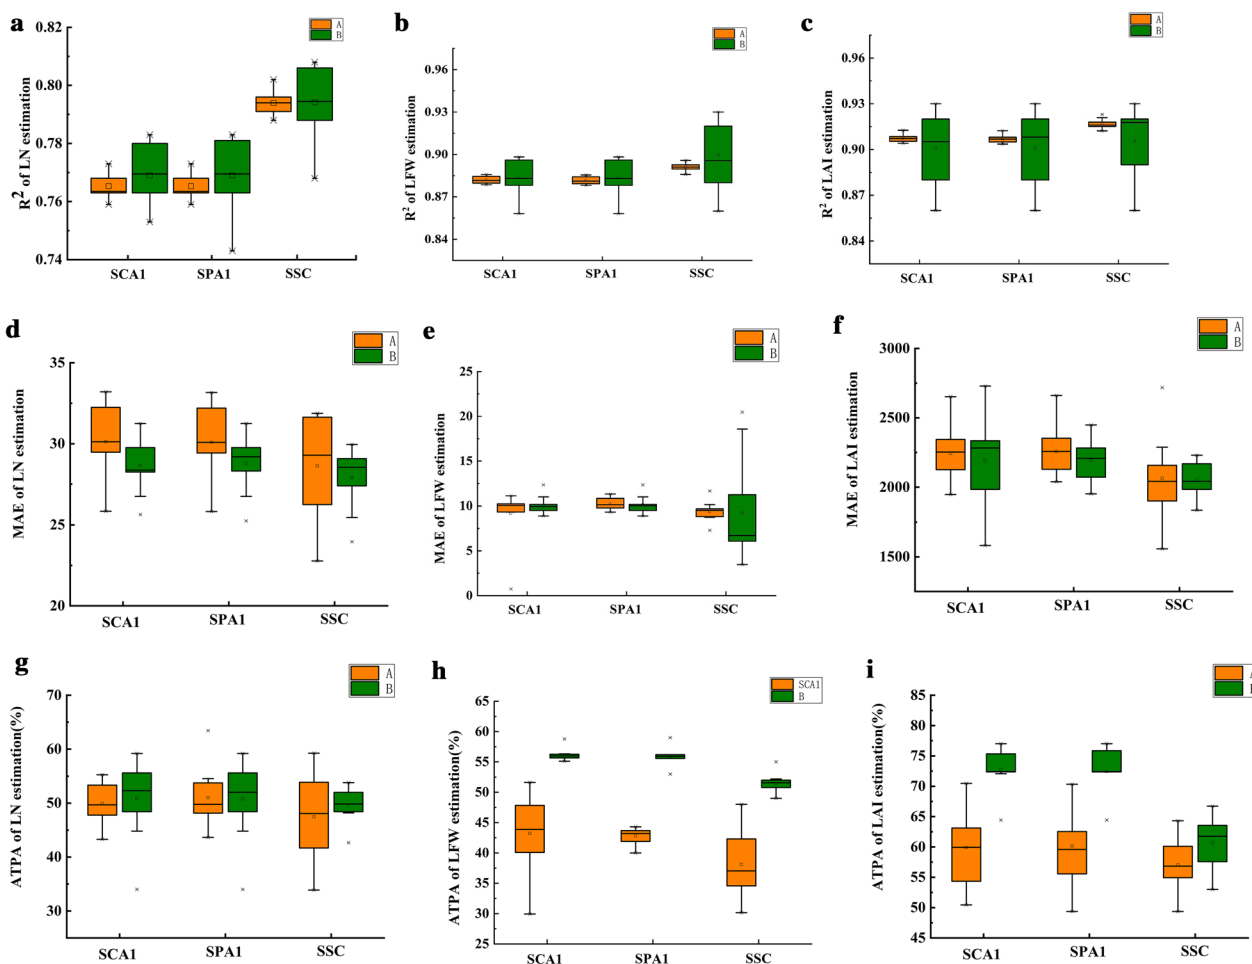 a
A
B
R² of LN estimation
0.82
0.80
0.78
0.76
0.74
SCA1 SPA1 SSC
b
A
B
R² of LFW estimation
0.96
0.93
0.90
0.87
0.84
SCA1 SPA1 SSC
c
A
B
R² of LAI estimation
0.96
0.93
0.90
0.87
0.84
SCA1 SPA1 SSC
d
A
B
MAE of LN estimation
35
30
25
20
SCA1 SPA1 SSC
e
A
B
MAE of LFW estimation
25
20
15
10
5
0
SCA1 SPA1 SSC
f
A
B
MAE of LAI estimation
3000
2500
2000
1500
SCA1 SPA1 SSC
g
A
B
ATPA of LN estimation(%)
70
60
50
40
30
SCA1 SPA1 SSC
h
SCA1
B
ATPA of LFW estimation(%)
65
60
55
50
45
40
35
30
25
SCA1 SPA1 SSC
i
A
B
ATPA of LAI estimation(%)
85
80
75
70
65
60
55
50
45
SCA1 SPA1 SSC